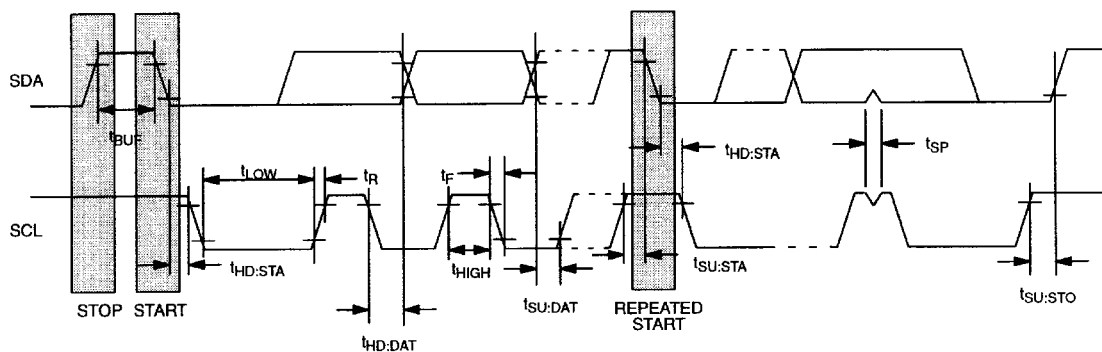 SDA
tBUF
tHD:STA
tSP
tLOW
tR
tF
SCL
tHD:STA
tHIGH
tSU:STA
tSU:DAT
tSU:STO
STOP
START
REPEATED
START
tHD:DAT